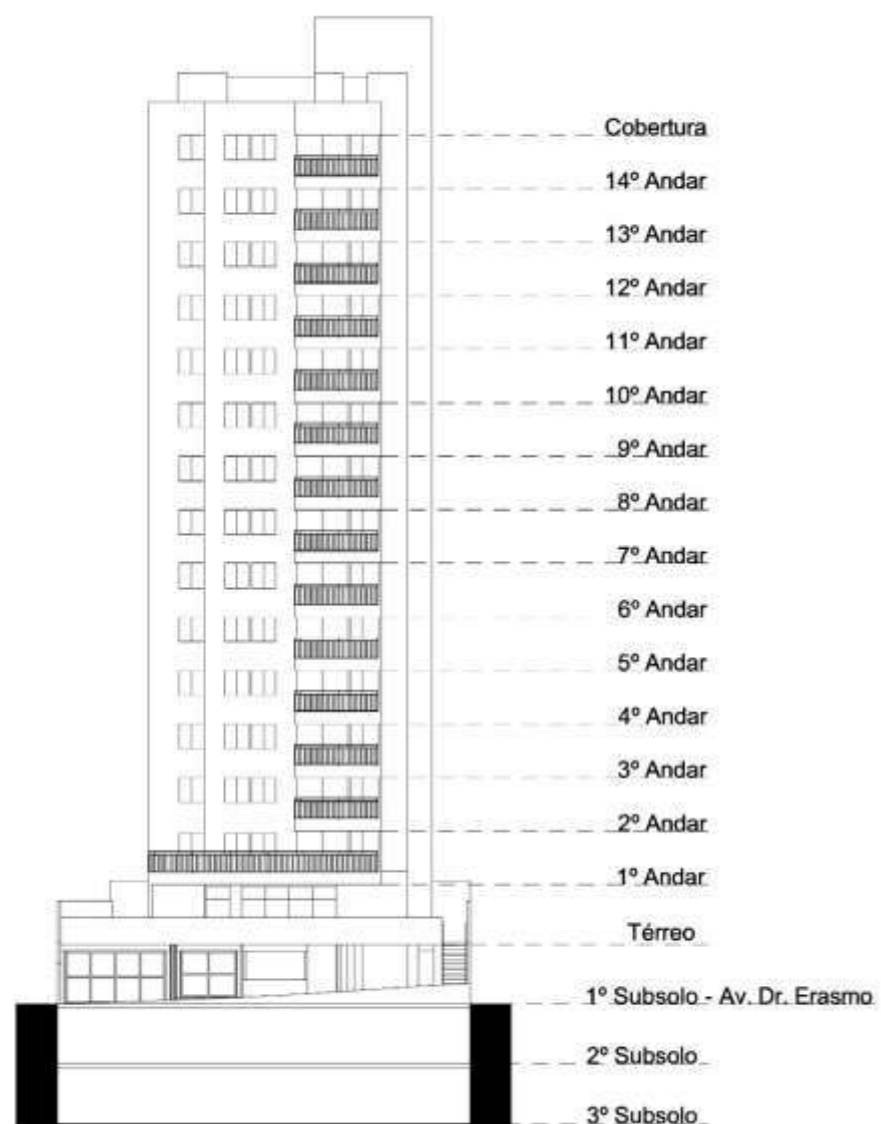 Cobertura
14º Andar
13º Andar
12º Andar
11º Andar
10º Andar
9º Andar
8º Andar
7º Andar
6º Andar
5º Andar
4º Andar
3º Andar
2º Andar
1º Andar
Térreo
1º Subsolo - Av. Dr. Erasmo
2º Subsolo
3º Subsolo